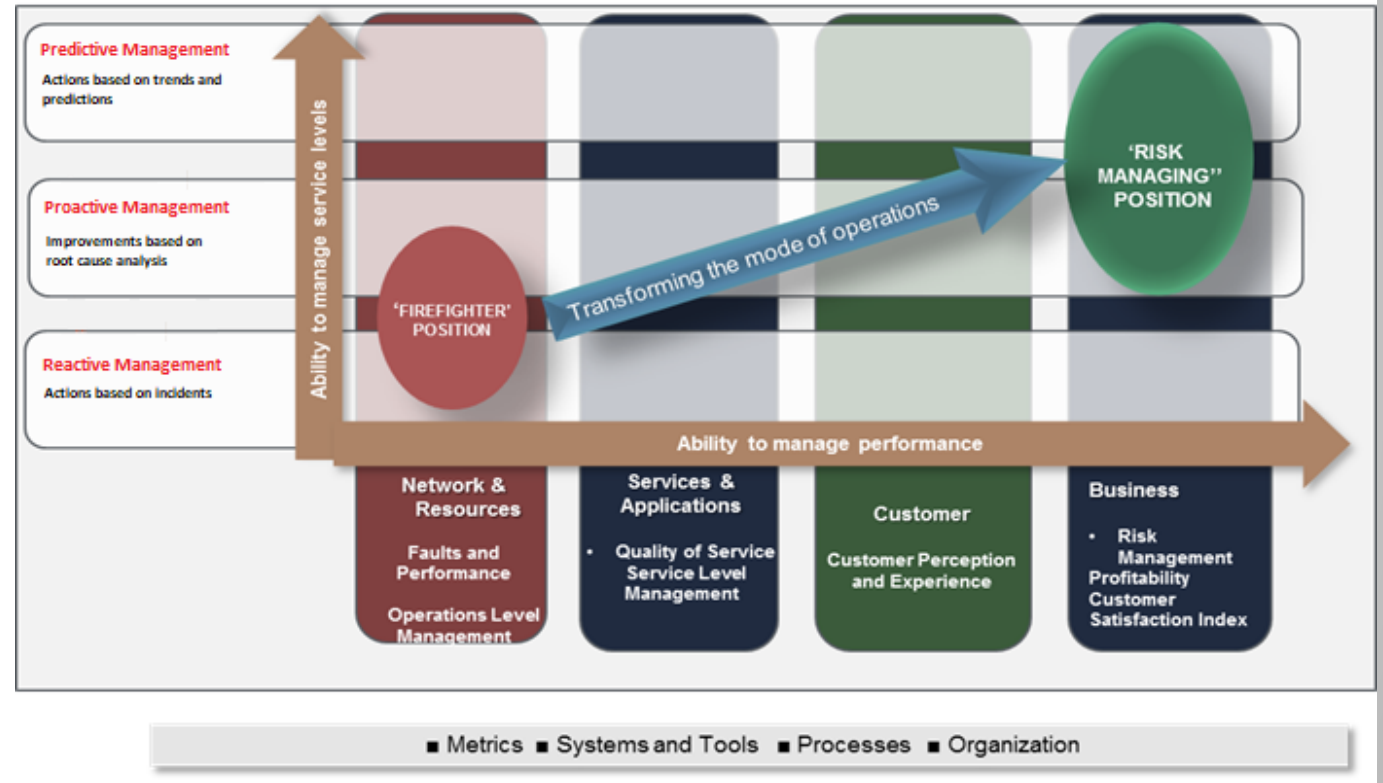 Predictive Management
Actions based on trends and
predictions
Proactive Management
Improvements based on
root cause analysis
Reactive Management
Actions based on incidents
Ability to manage service levels
‘FIREFIGHTER’
POSITION
Transforming the mode of operations
‘RISK
MANAGING’’
POSITION
Ability to manage performance
Network &
Resources
Faults and
Performance
Operations Level
Management
Services &
Applications
• Quality of Service
Service Level
Management
Customer
Customer Perception
and Experience
Business
• Risk
Management
Profitability
Customer
Satisfaction Index
■ Metrics ■ Systems and Tools ■ Processes ■ Organization